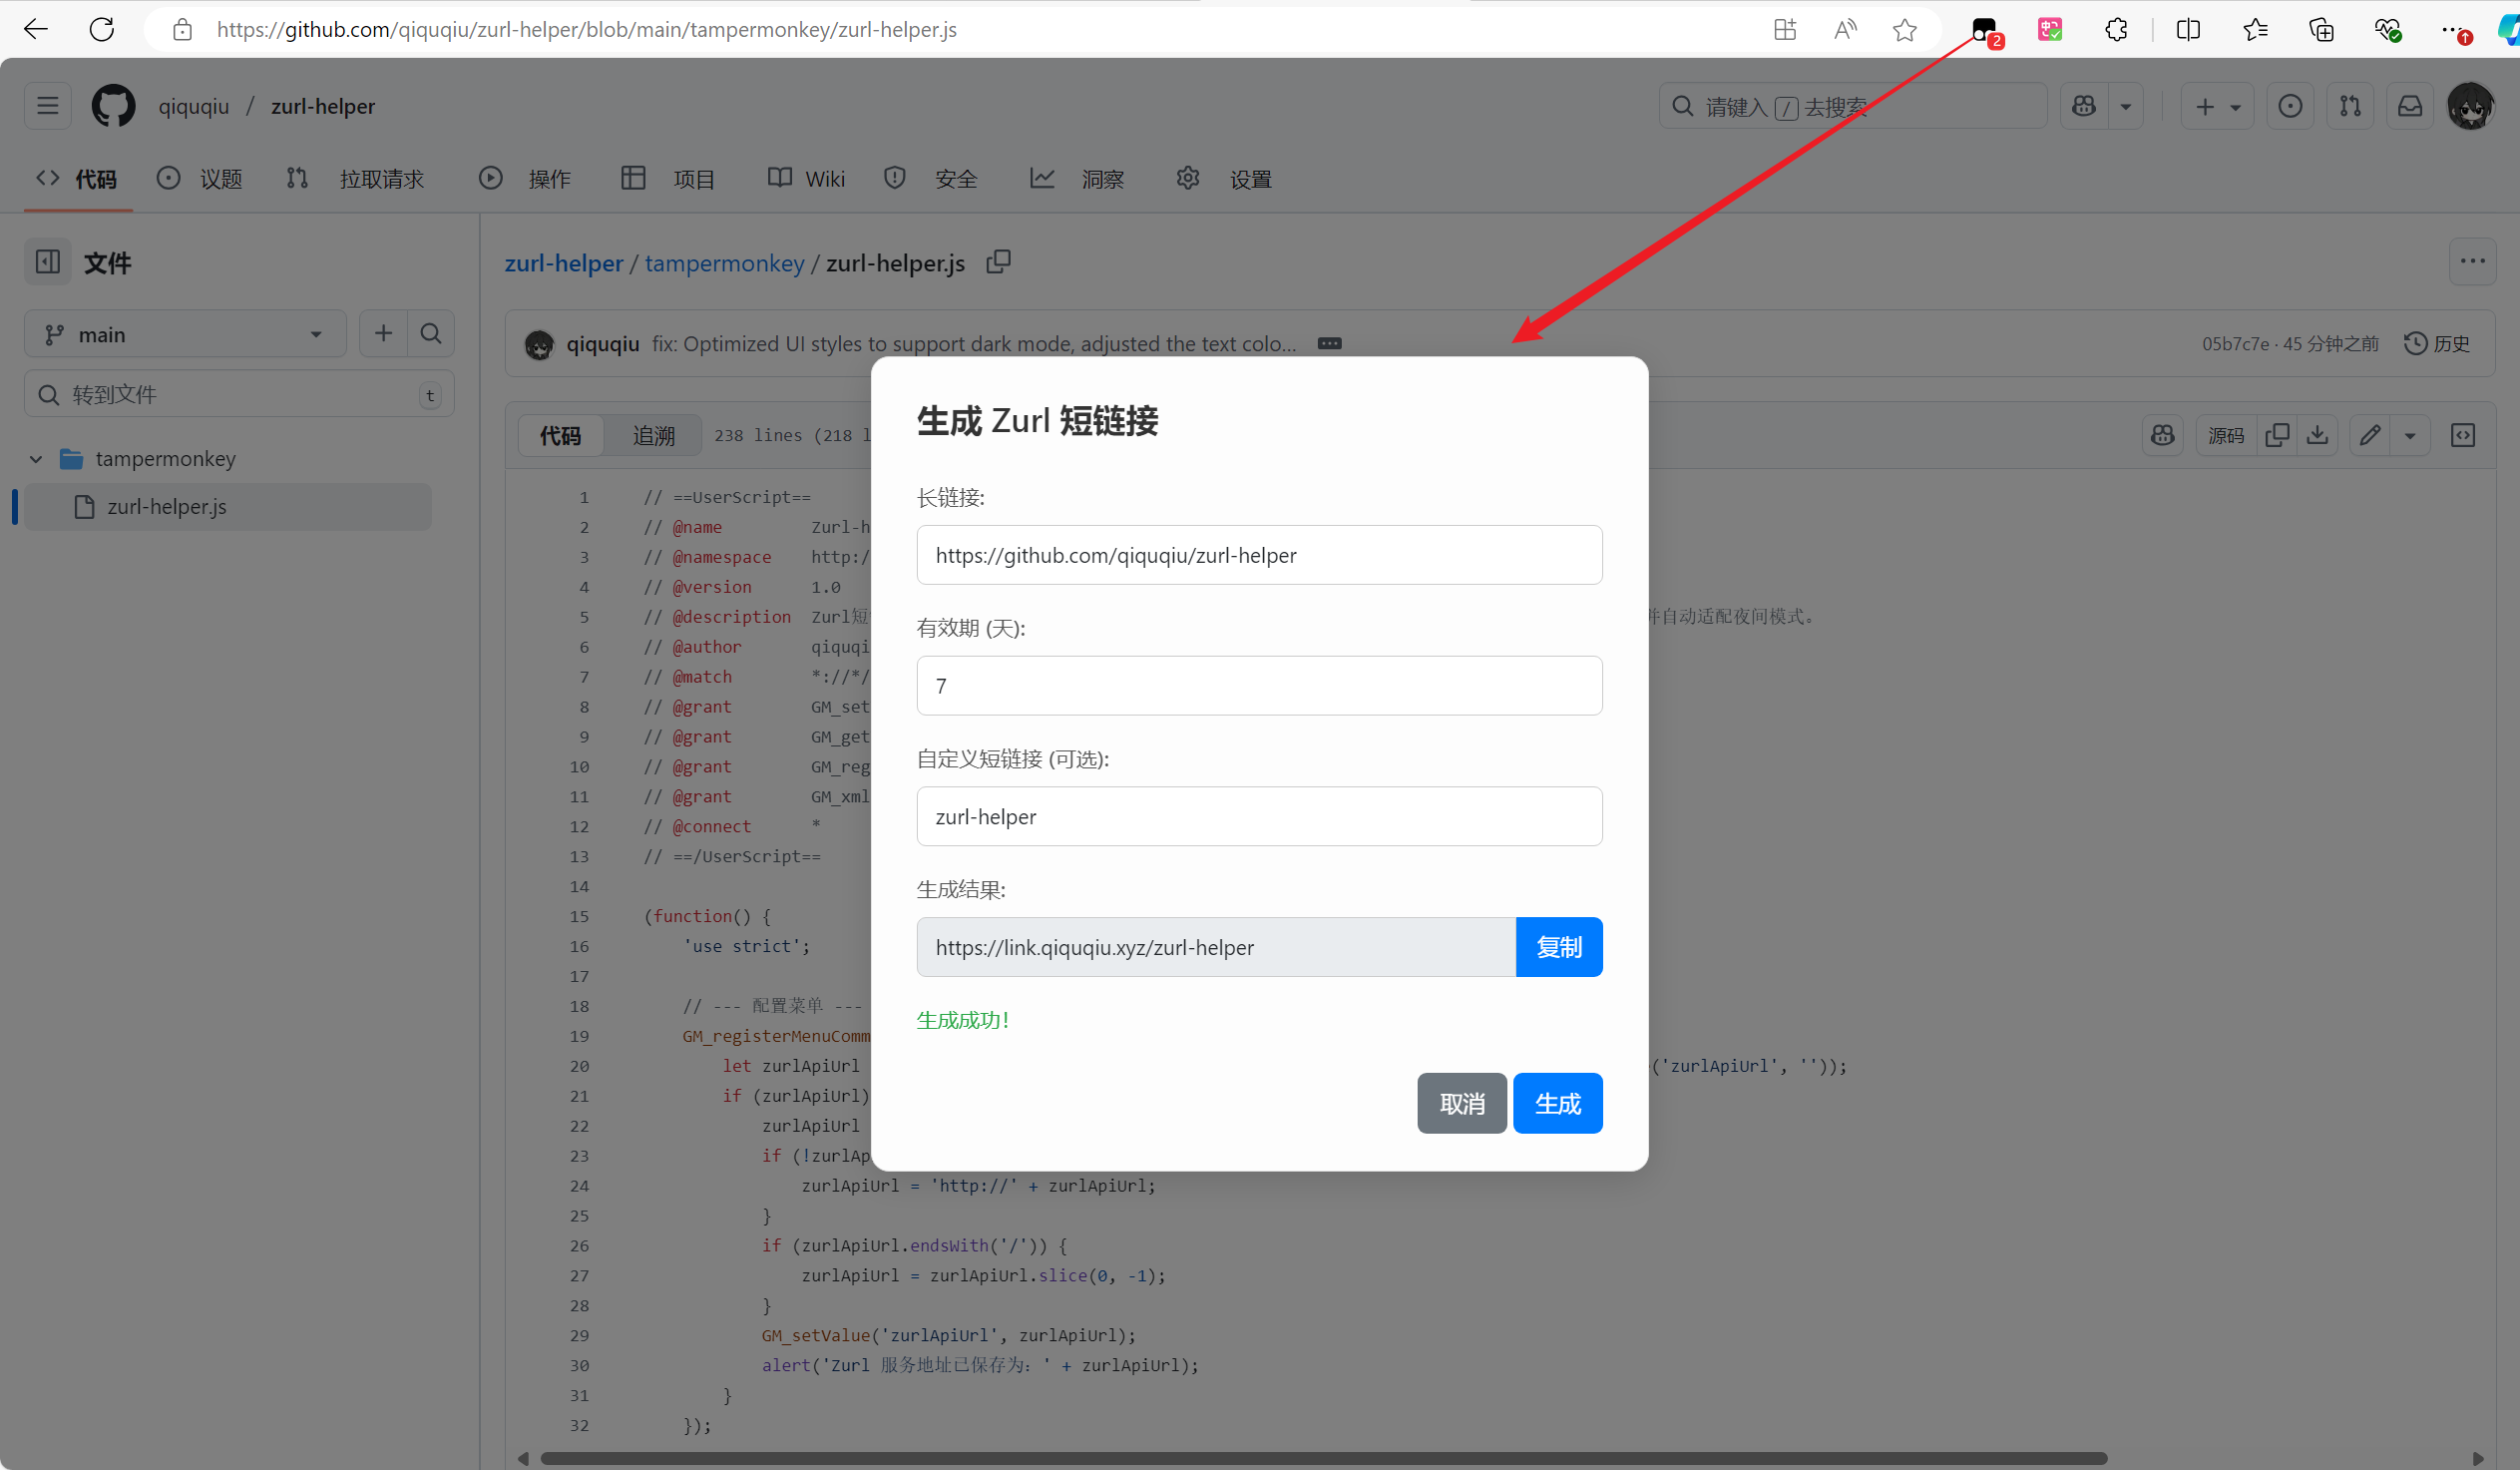 https://github.com/qiquqiu/zurl-helper/blob/main/tampermonkey/zurl-helper.js
2
qiquqiu / zurl-helper
请键入 / 去搜索
代码 议题 拉取请求 操作 项目 Wiki 安全 洞察 设置
文件
zurl-helper / tampermonkey / zurl-helper.js
main
qiquqiu fix: Optimized UI styles to support dark mode, adjusted the text colo...
05b7c7e · 45 分钟之前 历史
转到文件 t
代码 追溯 238 lines (218 l
源码
tampermonkey
zurl-helper.js
生成 Zurl 短链接
长链接:
https://github.com/qiquqiu/zurl-helper
有效期 (天):
7
自定义短链接 (可选):
zurl-helper
生成结果:
https://link.qiquqiu.xyz/zurl-helper 复制
生成成功!
取消 生成
1 // ==UserScript==
2 // @name Zurl-h
3 // @namespace http:/
4 // @version 1.0
5 // @description Zurl短 并自动适配夜间模式。
6 // @author qiquqi
7 // @match *://*/
8 // @grant GM_set
9 // @grant GM_get
10 // @grant GM_reg
11 // @grant GM_xml
12 // @connect *
13 // ==/UserScript==
14
15 (function() {
16 'use strict';
17
18 // --- 配置菜单 ---
19 GM_registerMenuComm
20 let zurlApiUrl ('zurlApiUrl', ''));
21 if (zurlApiUrl)
22 zurlApiUrl
23 if (!zurlAp
24 zurlApiUrl = 'http://' + zurlApiUrl;
25 }
26 if (zurlApiUrl.endsWith('/')) {
27 zurlApiUrl = zurlApiUrl.slice(0, -1);
28 }
29 GM_setValue('zurlApiUrl', zurlApiUrl);
30 alert('Zurl 服务地址已保存为: ' + zurlApiUrl);
31 }
32 });